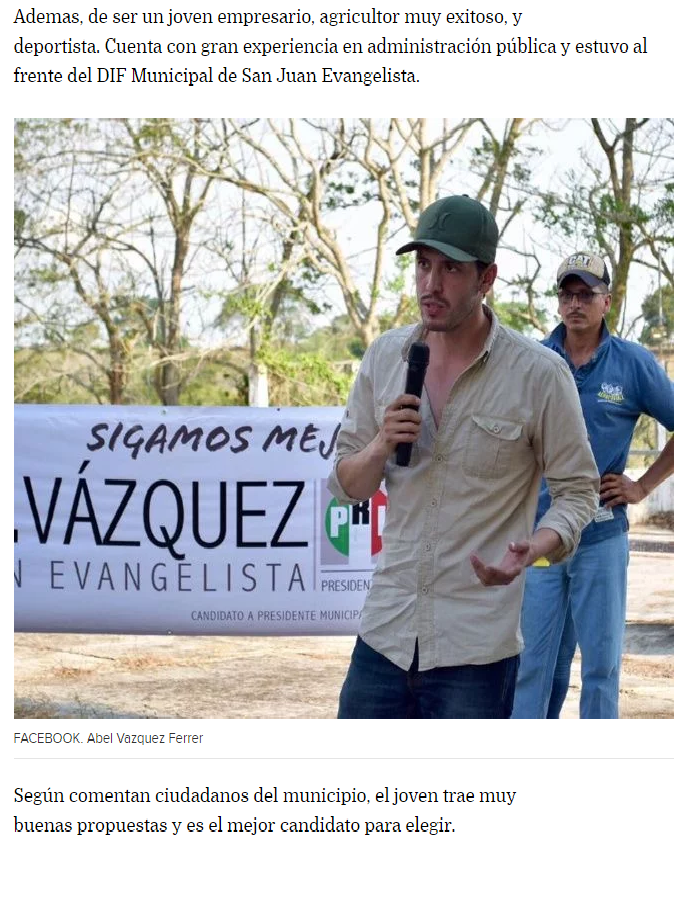 Ademas, de ser un joven empresario, agricultor muy exitoso, y
deportista. Cuenta con gran experiencia en administración pública y estuvo al
frente del DIF Municipal de San Juan Evangelista.
SIGAMOS MEJ
.VÁZQUEZ
PRI
N EVANGELISTA
PRESIDEN
CANDIDATO A PRESIDENTE MUNICIPA
CAT
FACEBOOK. Abel Vazquez Ferrer
Según comentan ciudadanos del municipio, el joven trae muy
buenas propuestas y es el mejor candidato para elegir.